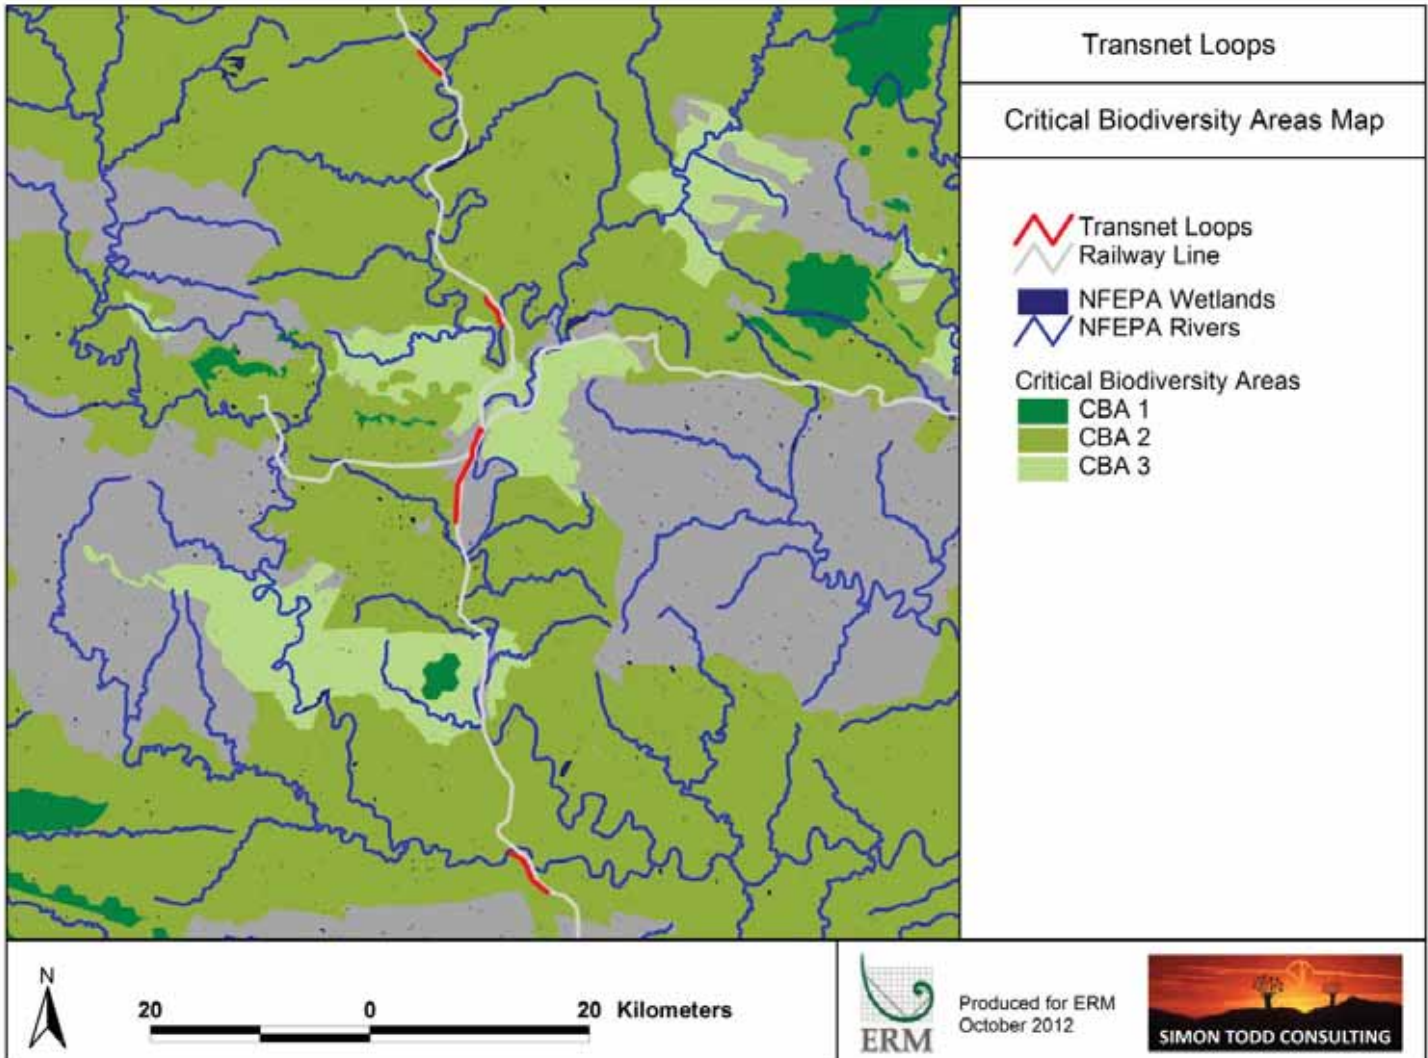 Transnet Loops
Critical Biodiversity Areas Map
Transnet Loops
Railway Line
NFEPA Wetlands
NFEPA Rivers
Critical Biodiversity Areas
CBA 1
CBA 2
CBA 3
N
20 0 20 Kilometers
ERM
Produced for ERM
October 2012
SIMON TODD CONSULTING